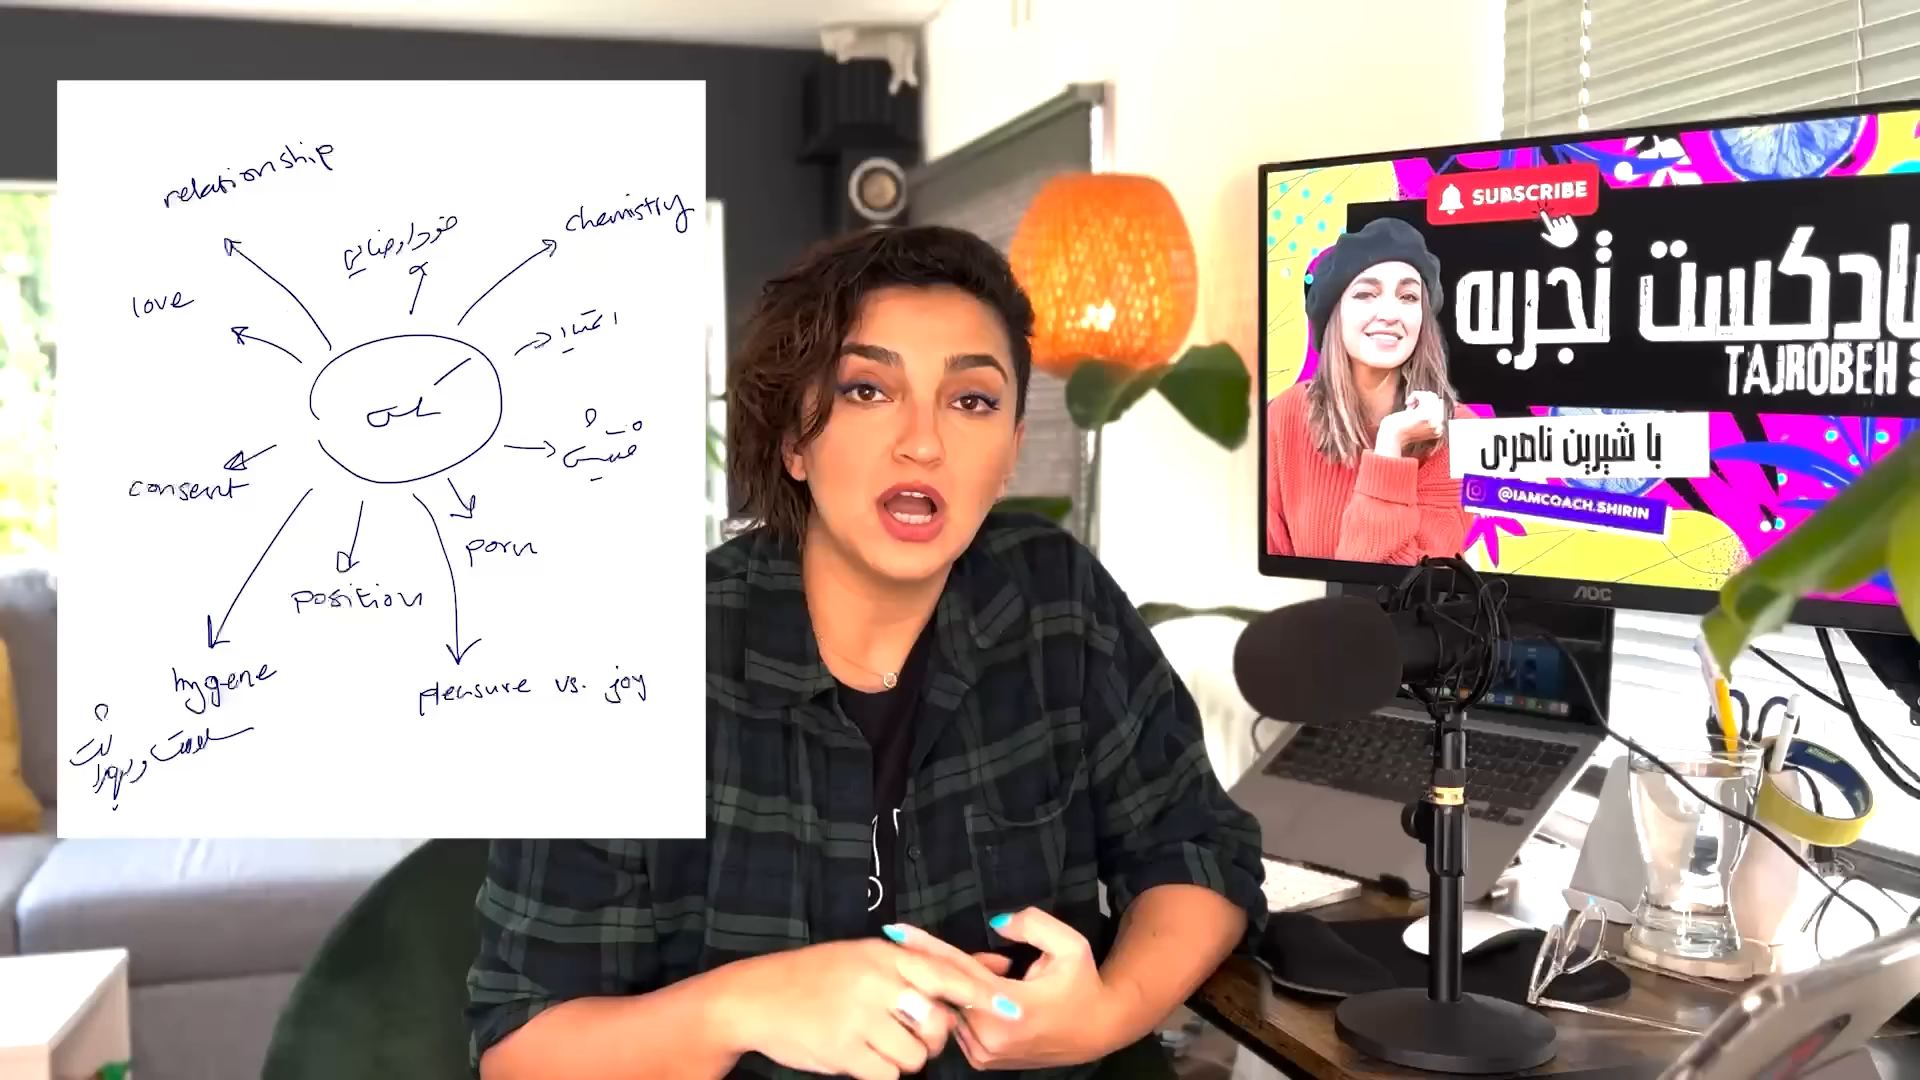 relationship
chemistry
خودارضایی
love
اعتیاد
سکس
جنسیت
consent
porn
position
hygene
pleasure vs. joy
سلامت و بهداشت
SUBSCRIBE
پادکست تجربه
TAJROBEH
با شیرین ناصری
@IAMCOACH.SHIRIN
AOC